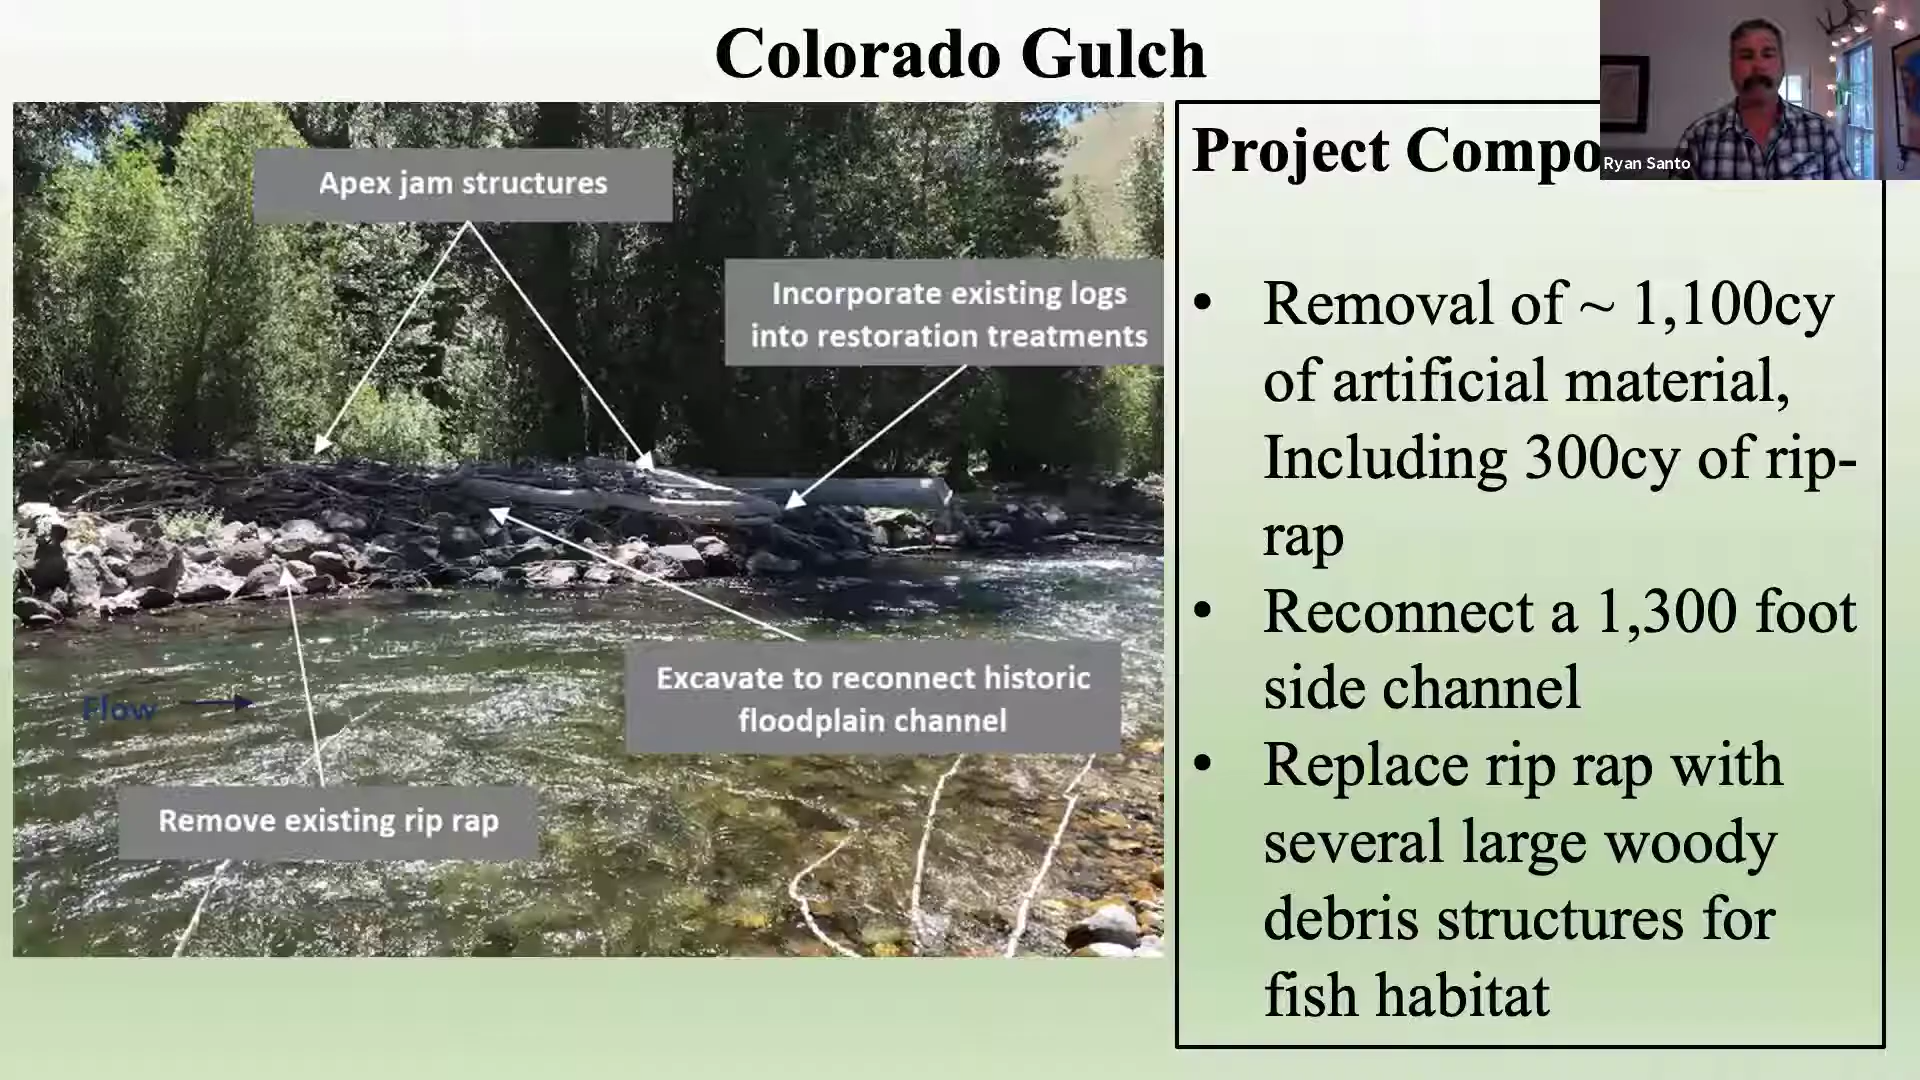 Colorado Gulch
Apex jam structures
Incorporate existing logs
into restoration treatments
Excavate to reconnect historic
floodplain channel
Flow
Remove existing rip rap
Project Compo
Ryan Santo
• Removal of ~ 1,100cy
of artificial material,
Including 300cy of rip-
rap
• Reconnect a 1,300 foot
side channel
• Replace rip rap with
several large woody
debris structures for
fish habitat